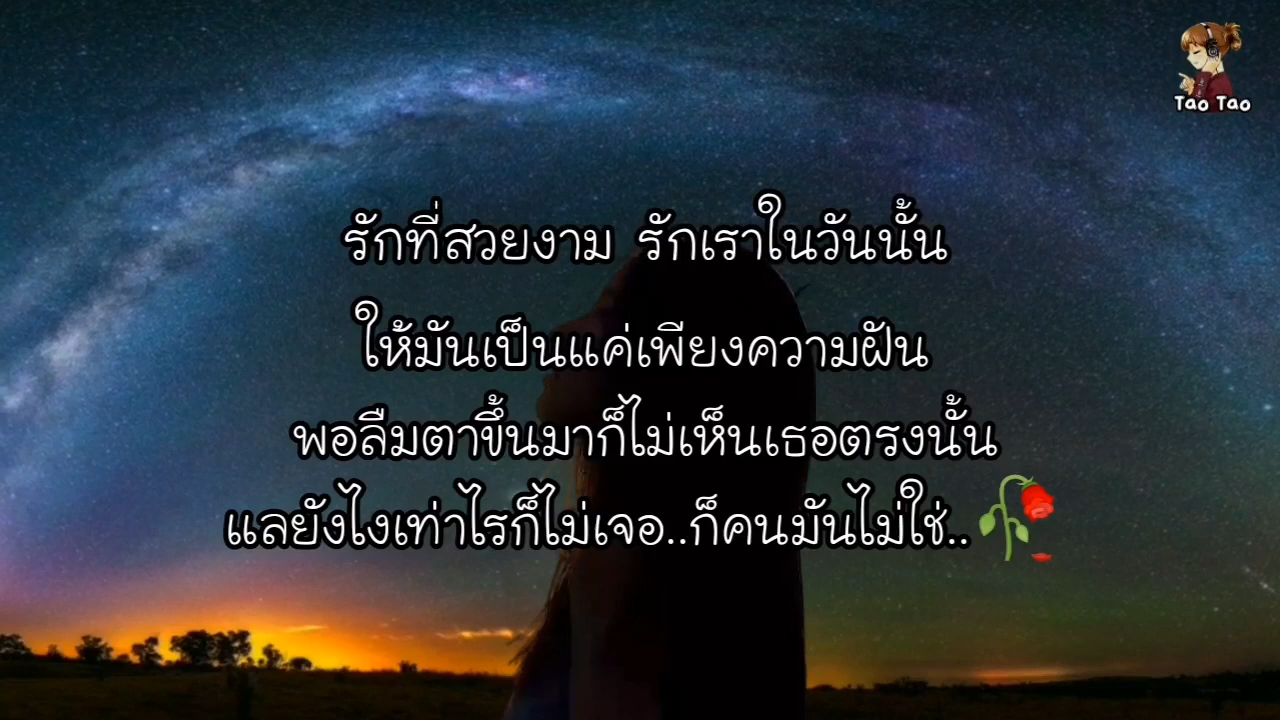 Tao Tao
รักที่สวยงาม รักเราในวันนั้น
ให้มันเป็นแค่เพียงความฝัน
พอลืมตาขึ้นมาก็ไม่เห็นเธอตรงนั้น
แลยังไงเท่าไรก็ไม่เจอ..ก็คนมันไม่ใช่..🥀